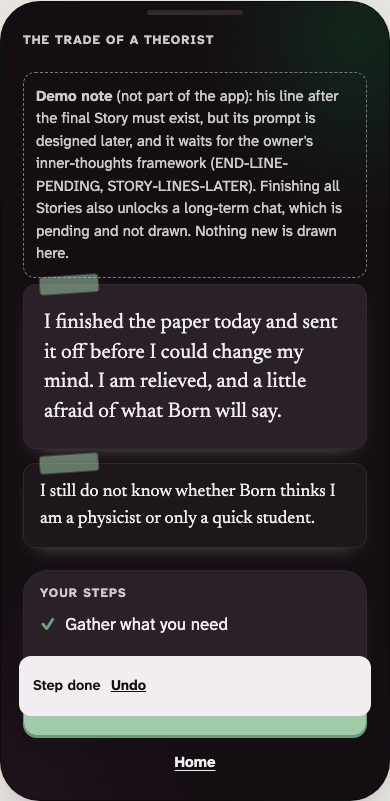 THE TRADE OF A THEORIST
Demo note (not part of the app): his line after
the final Story must exist, but its prompt is
designed later, and it waits for the owner's
inner-thoughts framework (END-LINE-
PENDING, STORY-LINES-LATER). Finishing all
Stories also unlocks a long-term chat, which is
pending and not drawn. Nothing new is drawn
here.
I finished the paper today and sent
it off before I could change my
mind. I am relieved, and a little
afraid of what Born will say.
I still do not know whether Born thinks I
am a physicist or only a quick student.
YOUR STEPS
Gather what you need
Step done Undo
Home